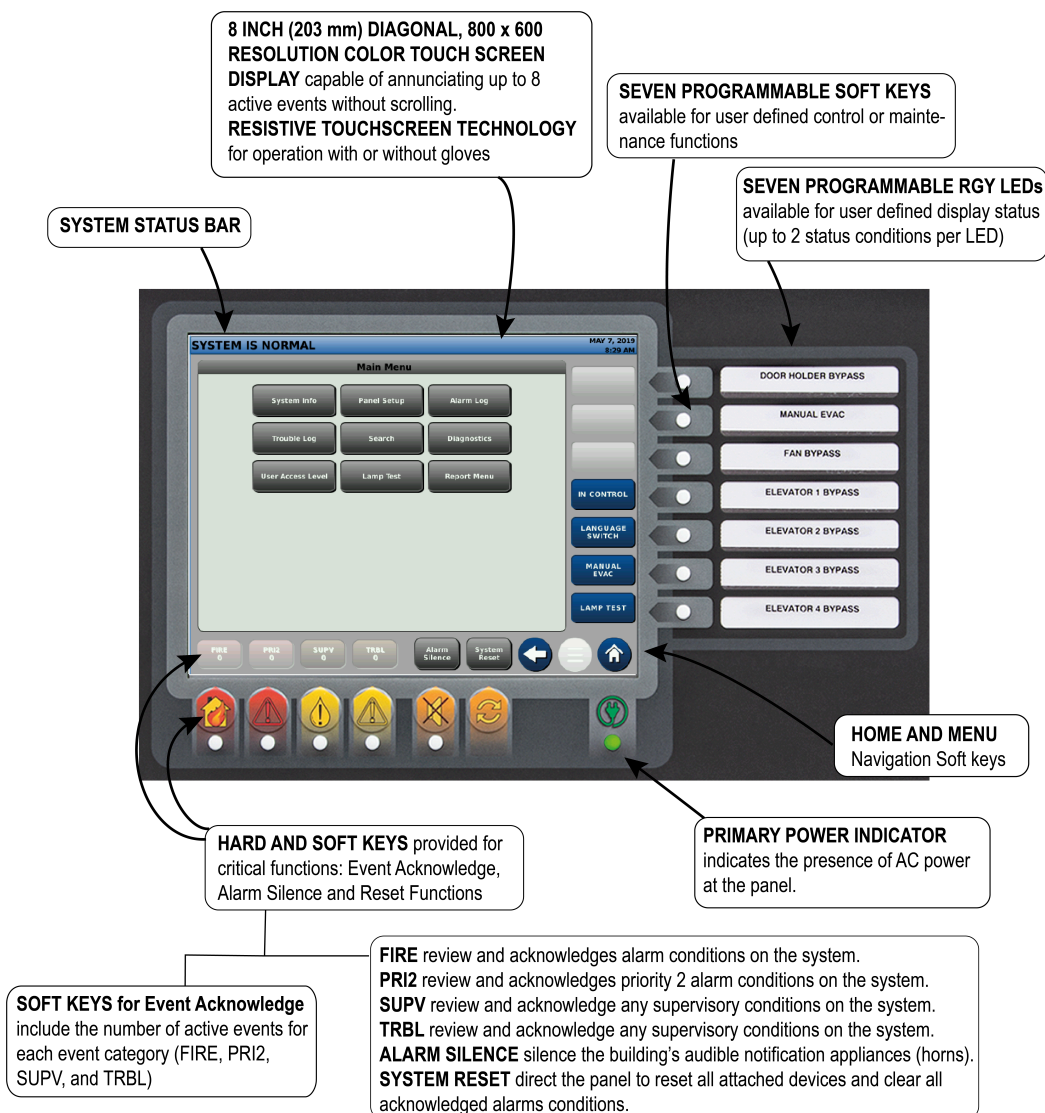 8 INCH (203 mm) DIAGONAL, 800 x 600
RESOLUTION COLOR TOUCH SCREEN
DISPLAY capable of annunciating up to 8
active events without scrolling.
RESISTIVE TOUCHSCREEN TECHNOLOGY
for operation with or without gloves
SEVEN PROGRAMMABLE SOFT KEYS
available for user defined control or mainte-
nance functions
SEVEN PROGRAMMABLE RGY LEDs
available for user defined display status
(up to 2 status conditions per LED)
SYSTEM STATUS BAR
SYSTEM IS NORMAL
MAY 7, 2019
8:29 AM
Main Menu
System Info
Panel Setup
Alarm Log
Trouble Log
Search
Diagnostics
User Access Level
Lamp Test
Report Menu
IN CONTROL
LANGUAGE
SWITCH
MANUAL
EVAC
LAMP TEST
DOOR HOLDER BYPASS
MANUAL EVAC
FAN BYPASS
ELEVATOR 1 BYPASS
ELEVATOR 2 BYPASS
ELEVATOR 3 BYPASS
ELEVATOR 4 BYPASS
FIRE
0
PRI2
0
SUPV
0
TRBL
0
Alarm
Silence
System
Reset
HOME AND MENU
Navigation Soft keys
HARD AND SOFT KEYS provided for
critical functions: Event Acknowledge,
Alarm Silence and Reset Functions
PRIMARY POWER INDICATOR
indicates the presence of AC power
at the panel.
SOFT KEYS for Event Acknowledge
include the number of active events for
each event category (FIRE, PRI2,
SUPV, and TRBL)
FIRE review and acknowledges alarm conditions on the system.
PRI2 review and acknowledges priority 2 alarm conditions on the system.
SUPV review and acknowledge any supervisory conditions on the system.
TRBL review and acknowledge any supervisory conditions on the system.
ALARM SILENCE silence the building's audible notification appliances (horns).
SYSTEM RESET direct the panel to reset all attached devices and clear all
acknowledged alarms conditions.